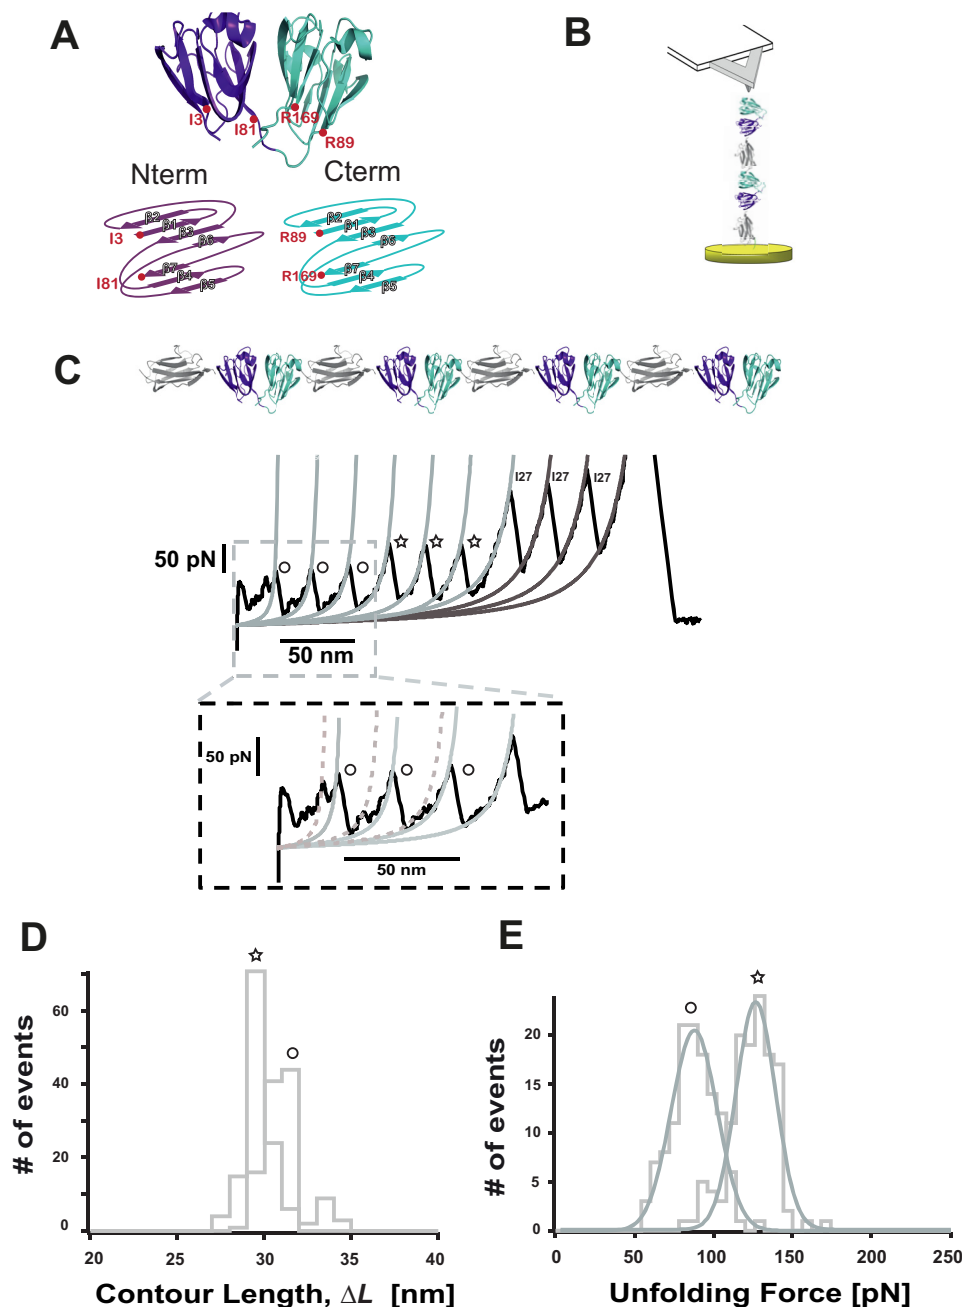 A
B
I3
I81
R169
R89
Nterm
Cterm
β2
β1
β3
β6
I3
β7
β4
β5
I81
β2
β1
β3
R89
β7
β4
β5
R169
C
I27
I27
I27
50 pN
50 nm
50 pN
50 nm
D
E
# of events
60
40
20
0
20
25
30
35
40
Contour Length, ΔL [nm]
# of events
20
15
10
5
0
0
50
100
150
200
250
Unfolding Force [pN]